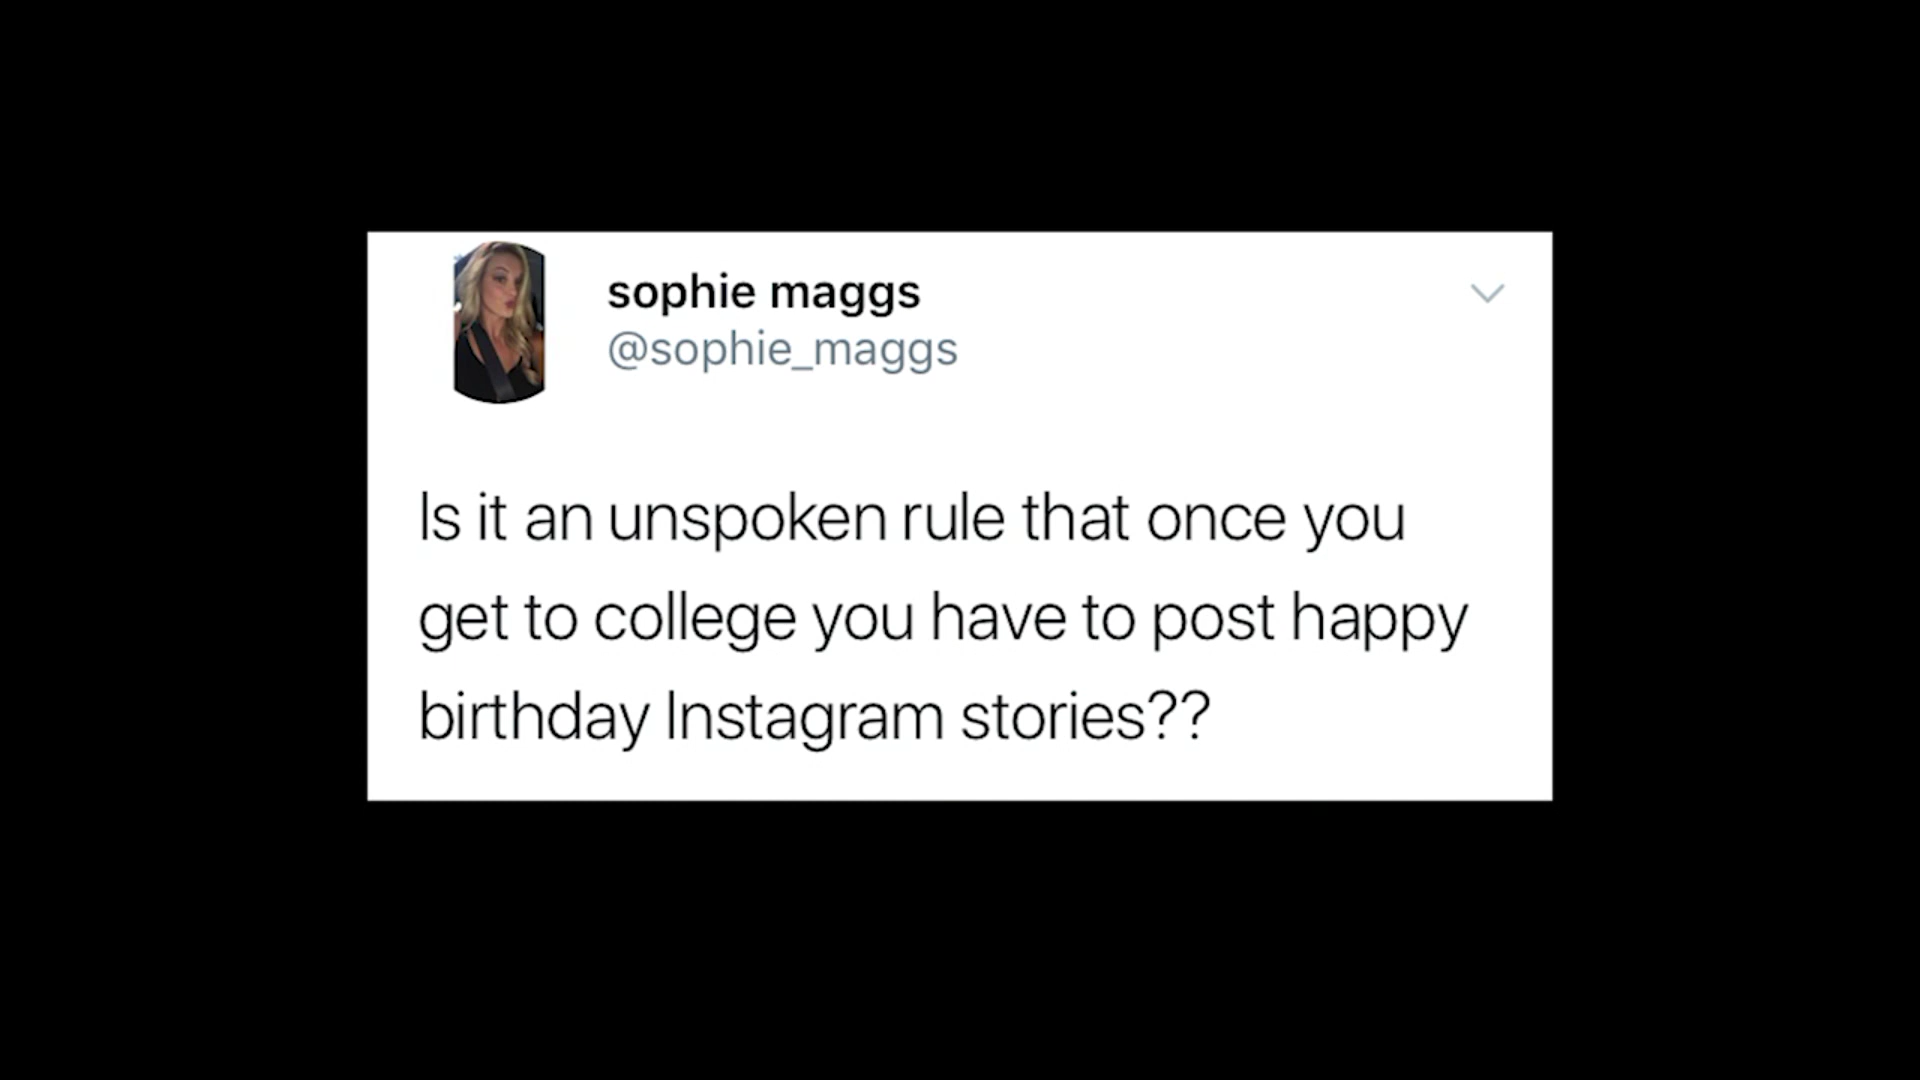 sophie maggs
@sophie_maggs
Is it an unspoken rule that once you
get to college you have to post happy
birthday Instagram stories??